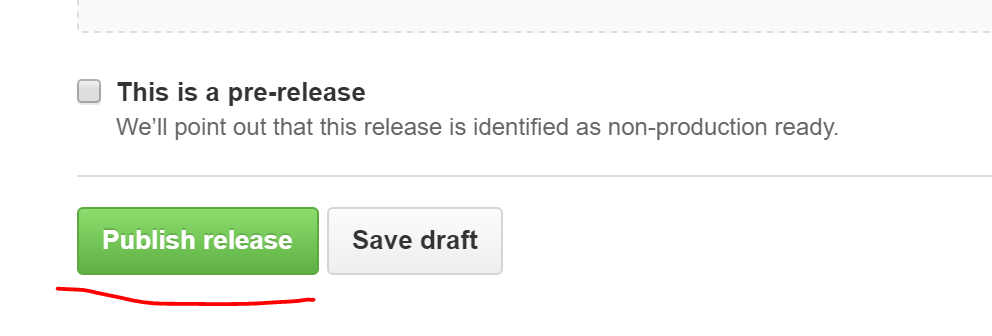 This is a pre-release
We’ll point out that this release is identified as non-production ready.
Publish release
Save draft